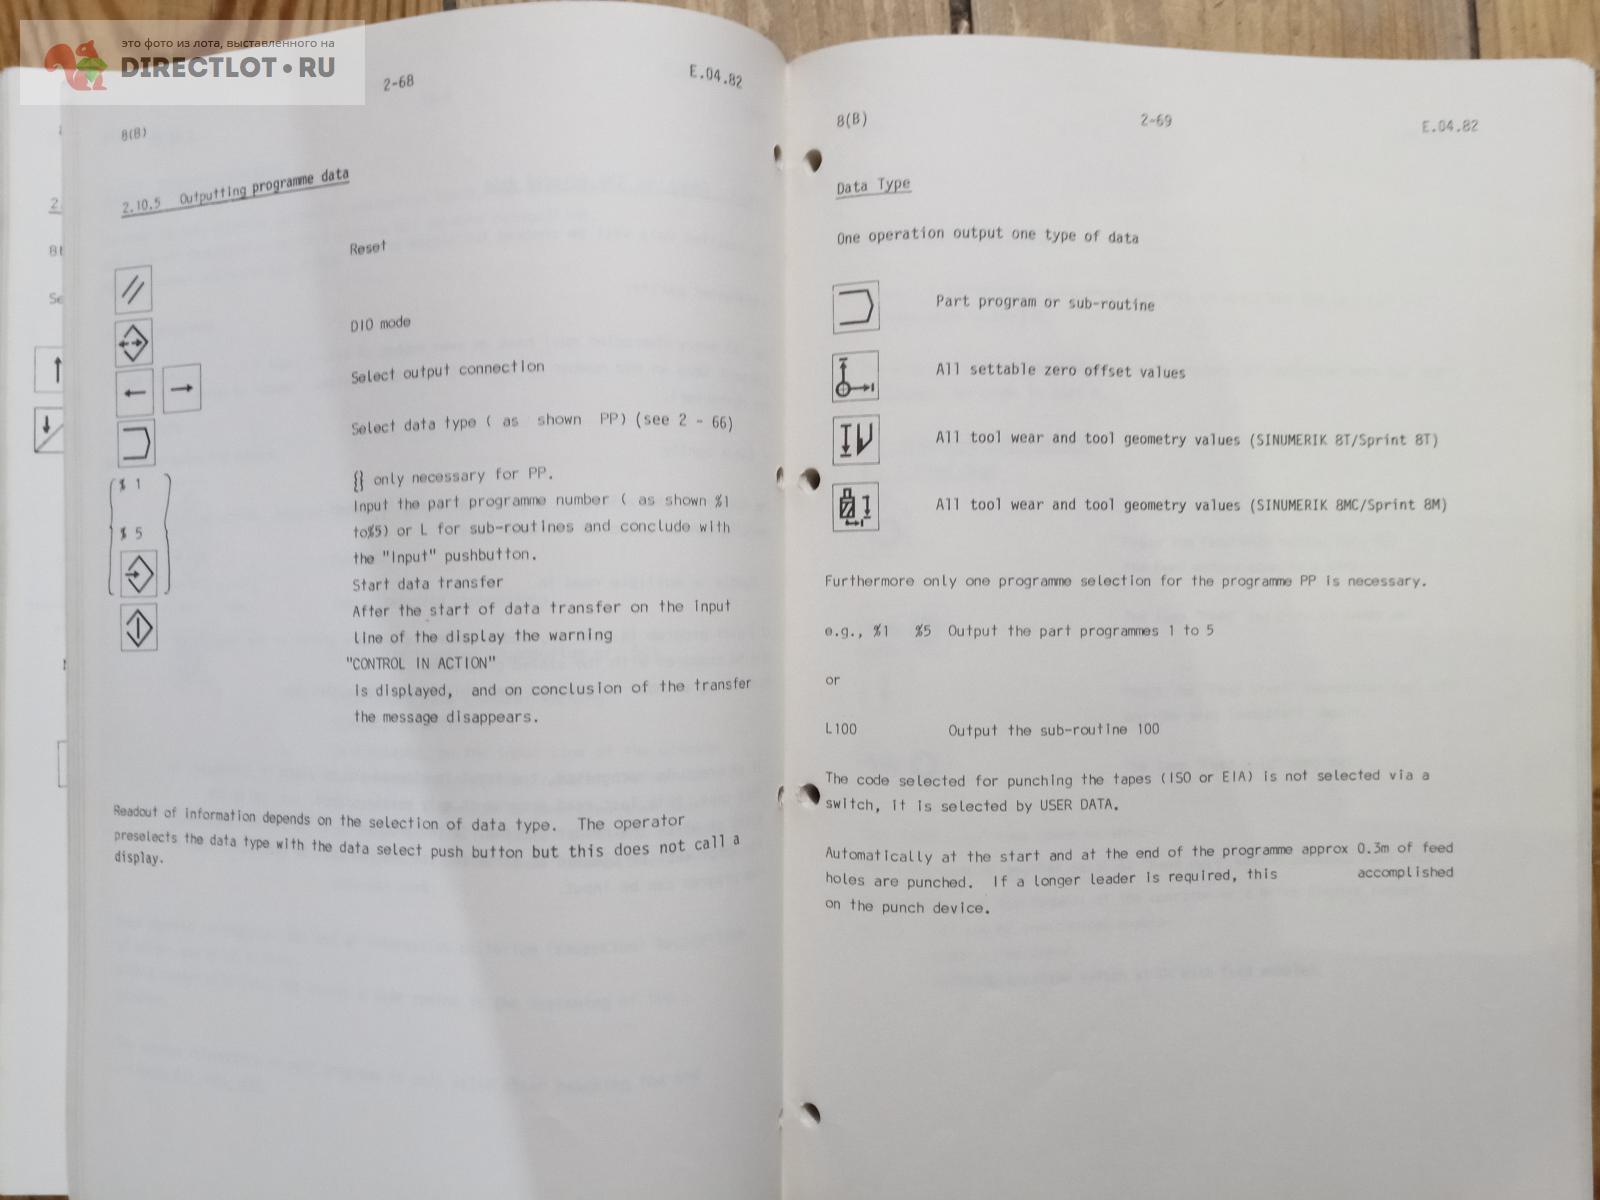 это фото из лота, выставленного на
DIRECTLOT•RU
2-68
E.04.82
8(B)
2.10.5 Outputting programme data
Reset
DIO mode
Select output connection
Select data type ( as shown PP) (see 2 - 66)
% 1
{} only necessary for PP.
Input the part programme number ( as shown %1
% 5
to%5) or L for sub-routines and conclude with
the "Input" pushbutton.
Start data transfer
After the start of data transfer on the input
line of the display the warning
"CONTROL IN ACTION"
is displayed, and on conclusion of the transfer
the message disappears.
Readout of information depends on the selection of data type. The operator
preselects the data type with the data select push button but this does not call a
display.
8(B)
2-69
E.04.82
Data Type
One operation output one type of data
Part program or sub-routine
All settable zero offset values
All tool wear and tool geometry values (SINUMERIK 8T/Sprint 8T)
All tool wear and tool geometry values (SINUMERIK 8MC/Sprint 8M)
Furthermore only one programme selection for the programme PP is necessary.
e.g., %1 %5 Output the part programmes 1 to 5
or
L100 Output the sub-routine 100
The code selected for punching the tapes (ISO or EIA) is not selected via a
switch, it is selected by USER DATA.
Automatically at the start and at the end of the programme approx 0.3m of feed
holes are punched. If a longer leader is required, this accomplished
on the punch device.